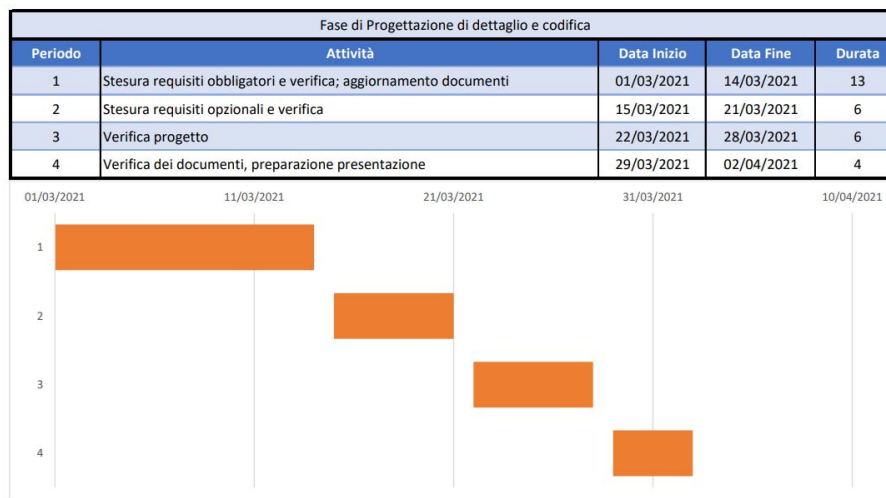 Fase di Progettazione di dettaglio e codifica
Periodo Attività Data Inizio Data Fine Durata
1 Stesura requisiti obbligatori e verifica; aggiornamento documenti 01/03/2021 14/03/2021 13
2 Stesura requisiti opzionali e verifica 15/03/2021 21/03/2021 6
3 Verifica progetto 22/03/2021 28/03/2021 6
4 Verifica dei documenti, preparazione presentazione 29/03/2021 02/04/2021 4
01/03/2021 11/03/2021 21/03/2021 31/03/2021 10/04/2021
1
2
3
4